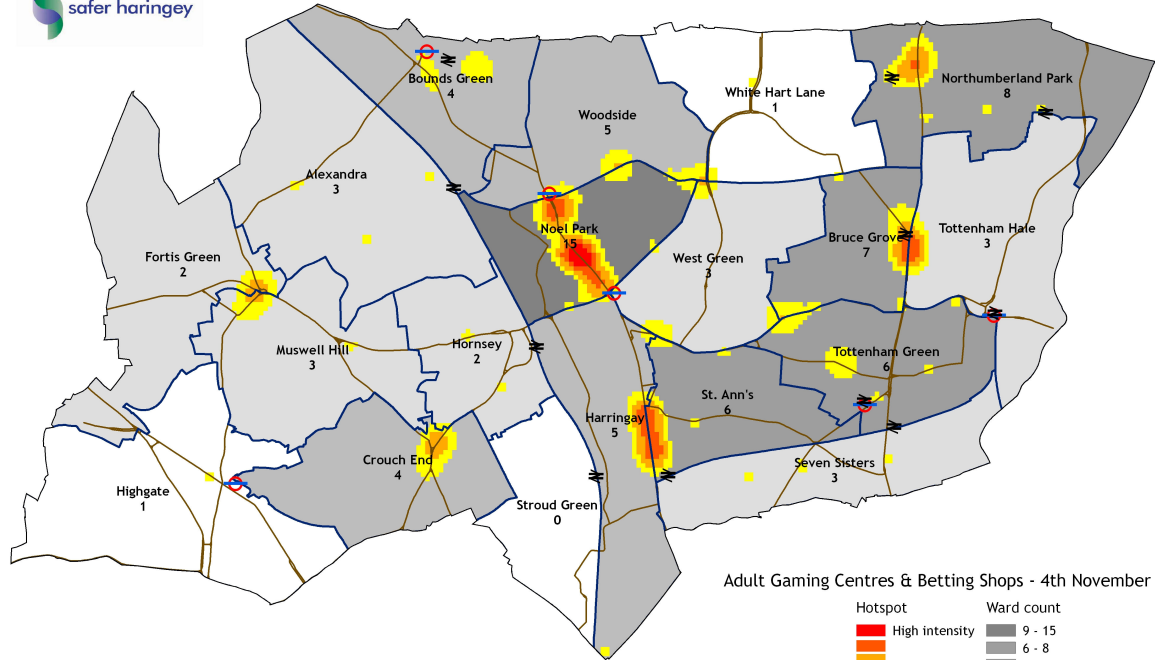 safer haringey
Bounds Green
4
Northumberland Park
8
White Hart Lane
1
Woodside
5
Alexandra
3
Noel Park
15
Bruce Grove
7
Tottenham Hale
3
Fortis Green
2
West Green
3
Muswell Hill
3
Hornsey
2
Tottenham Green
6
St. Ann's
6
Harringay
5
Crouch End
4
Seven Sisters
3
Highgate
1
Stroud Green
0
Adult Gaming Centres & Betting Shops - 4th November
Hotspot
Ward count
High intensity
9 - 15
6 - 8